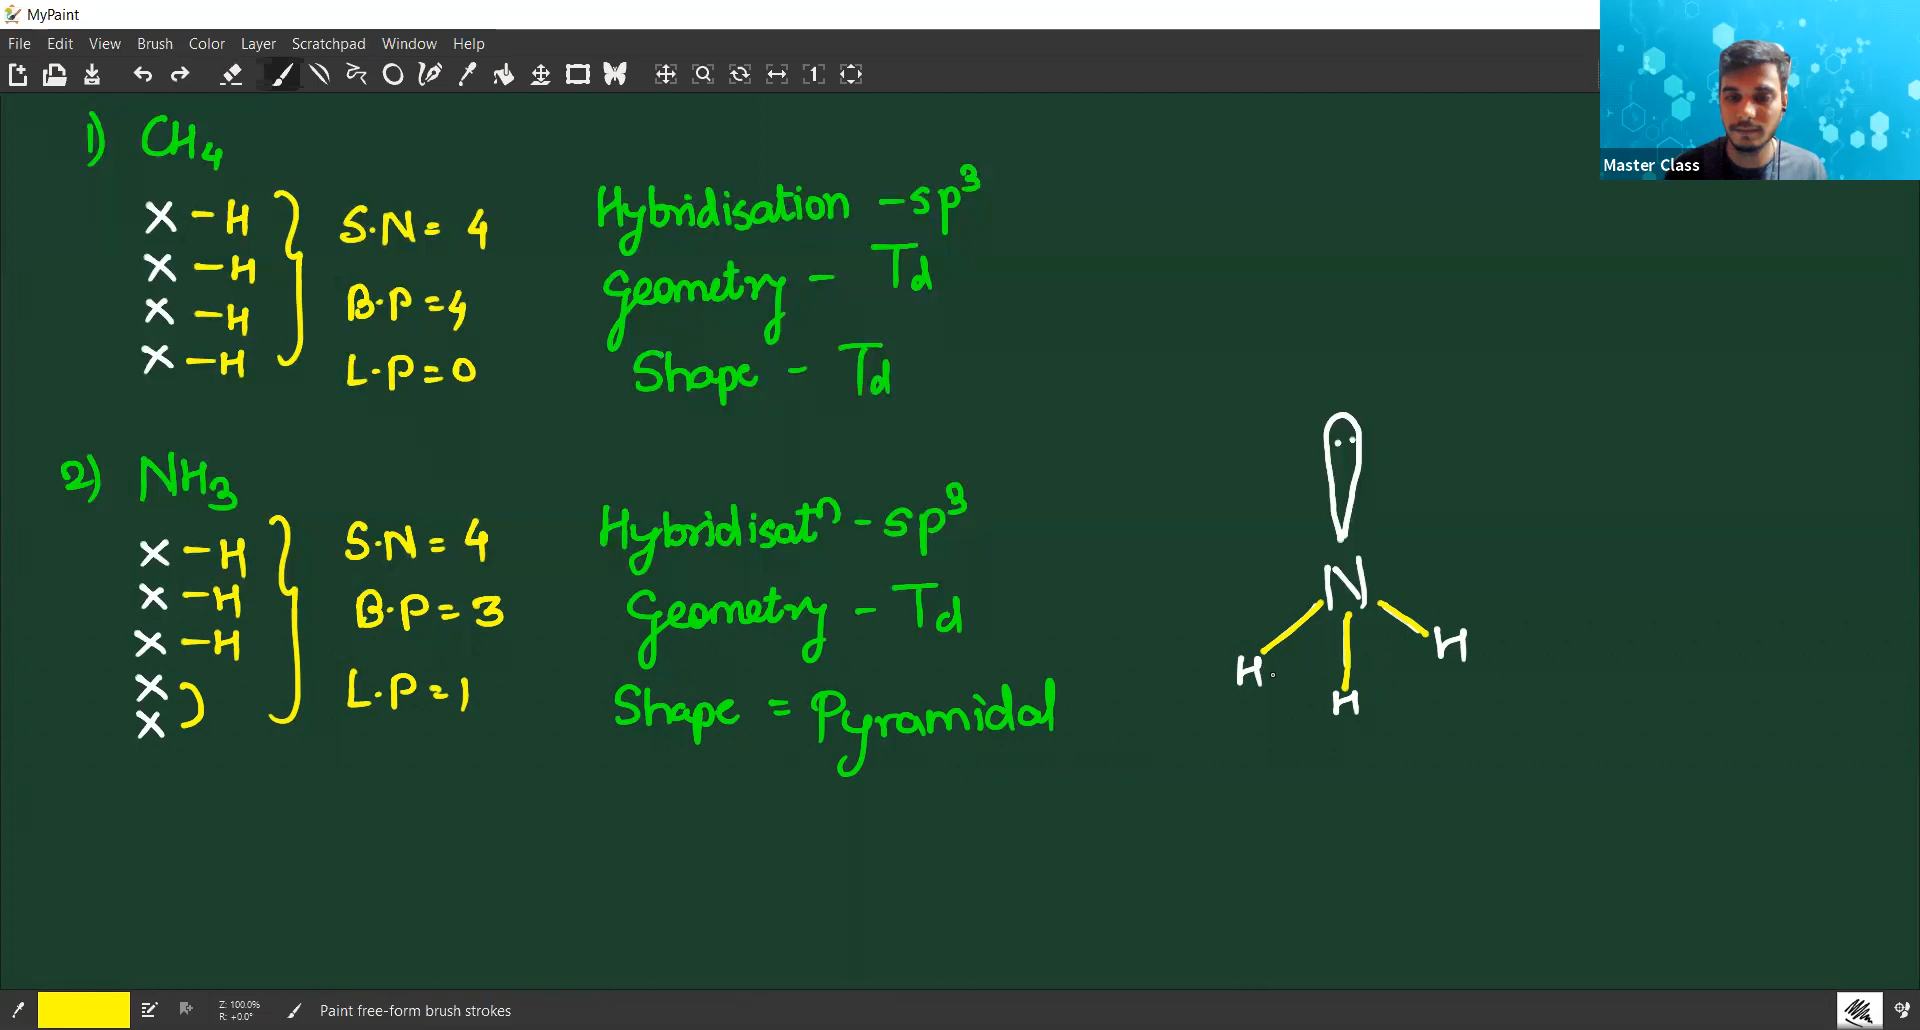 MyPaint
File Edit View Brush Color Layer Scratchpad Window Help
Master Class
1) CH4
X - H
X - H
X - H
X - H
S.N = 4
B.P = 4
L.P = 0
Hybridisation - sp3
Geometry - Td
Shape - Td
2) NH3
X - H
X - H
X - H
X
X
S.N = 4
B.P = 3
L.P = 1
Hybridisatn - sp3
Geometry - Td
Shape = Pyramidal
N
H
H
H
Z: 100.0%
R: +0.0°
Paint free-form brush strokes